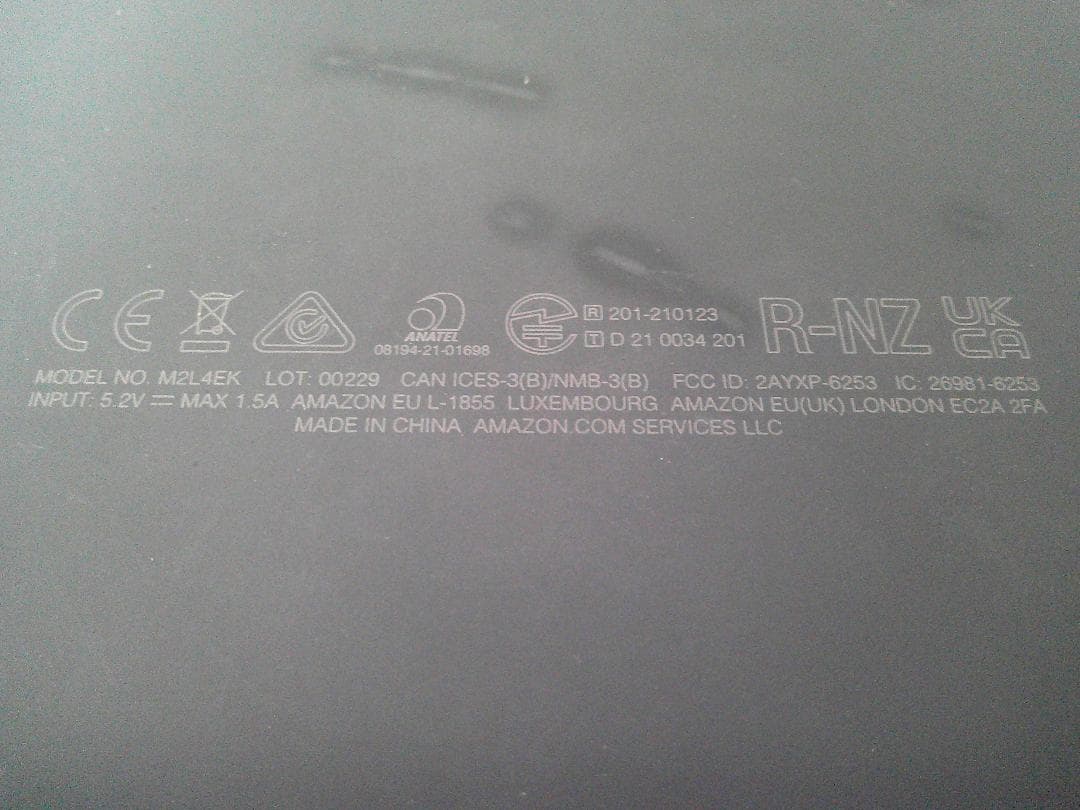 CE ANATEL R 201-210123 R-NZ UK CA
08194-21-01698 T D 21 0034 201
MODEL NO. M2L4EK LOT: 00229 CAN ICES-3(B)/NMB-3(B) FCC ID: 2AYXP-6253 IC: 26981-6253
INPUT: 5.2V MAX 1.5A AMAZON EU L-1855 LUXEMBOURG AMAZON EU(UK) LONDON EC2A 2FA
MADE IN CHINA AMAZON.COM SERVICES LLC